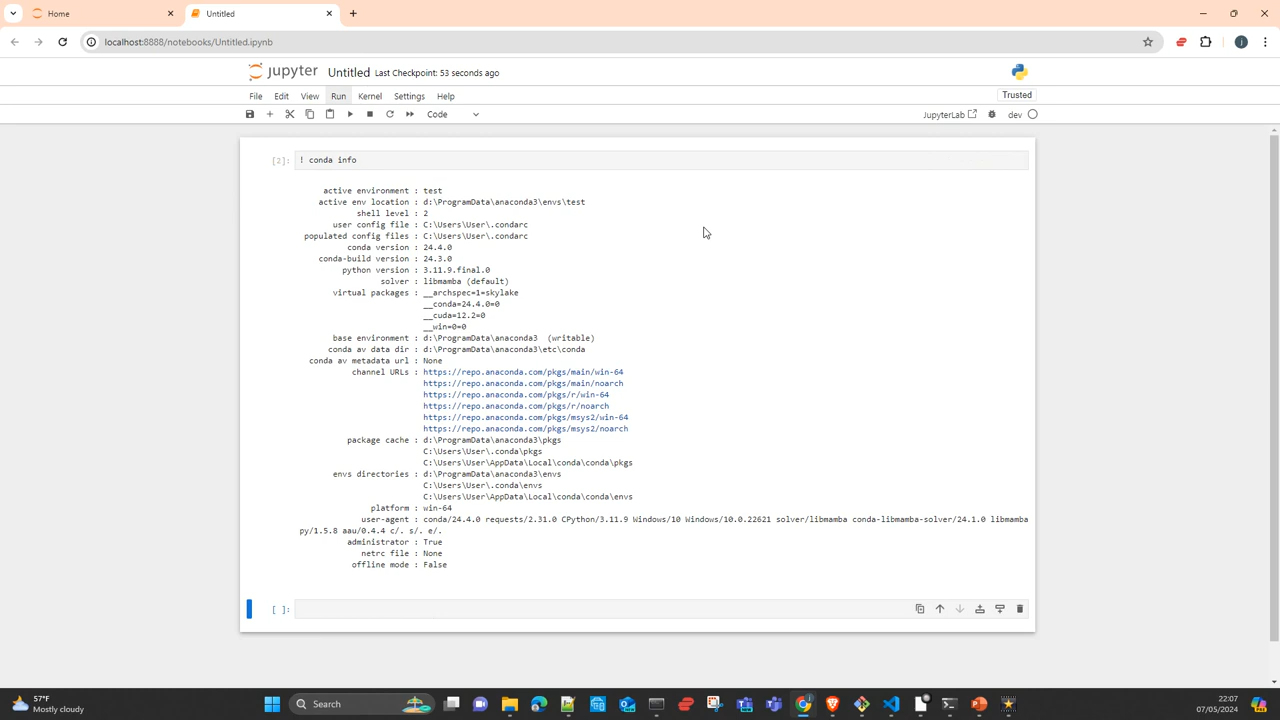 Home
Untitled
localhost:8888/notebooks/Untitled.ipynb
jupyter Untitled Last Checkpoint: 53 seconds ago
File Edit View Run Kernel Settings Help
Trusted
Code
JupyterLab
dev
[2]: ! conda info
active environment : test
active env location : d:\ProgramData\anaconda3\envs\test
shell level : 2
user config file : C:\Users\User\.condarc
populated config files : C:\Users\User\.condarc
conda version : 24.4.0
conda-build version : 24.3.0
python version : 3.11.9.final.0
solver : libmamba (default)
virtual packages : __archspec=1=skylake
__conda=24.4.0=0
__cuda=12.2=0
__win=0=0
base environment : d:\ProgramData\anaconda3  (writable)
conda av data dir : d:\ProgramData\anaconda3\etc\conda
conda av metadata url : None
channel URLs : https://repo.anaconda.com/pkgs/main/win-64
https://repo.anaconda.com/pkgs/main/noarch
https://repo.anaconda.com/pkgs/r/win-64
https://repo.anaconda.com/pkgs/r/noarch
https://repo.anaconda.com/pkgs/msys2/win-64
https://repo.anaconda.com/pkgs/msys2/noarch
package cache : d:\ProgramData\anaconda3\pkgs
C:\Users\User\.conda\pkgs
C:\Users\User\AppData\Local\conda\conda\pkgs
envs directories : d:\ProgramData\anaconda3\envs
C:\Users\User\.conda\envs
C:\Users\User\AppData\Local\conda\conda\envs
platform : win-64
user-agent : conda/24.4.0 requests/2.31.0 CPython/3.11.9 Windows/10 Windows/10.0.22621 solver/libmamba conda-libmamba-solver/24.1.0 libmamba
py/1.5.8 aau/0.4.4 c/. s/. e/.
administrator : True
netrc file : None
offline mode : False
[ ]:
57°F
Mostly cloudy
Search
22:07
07/05/2024